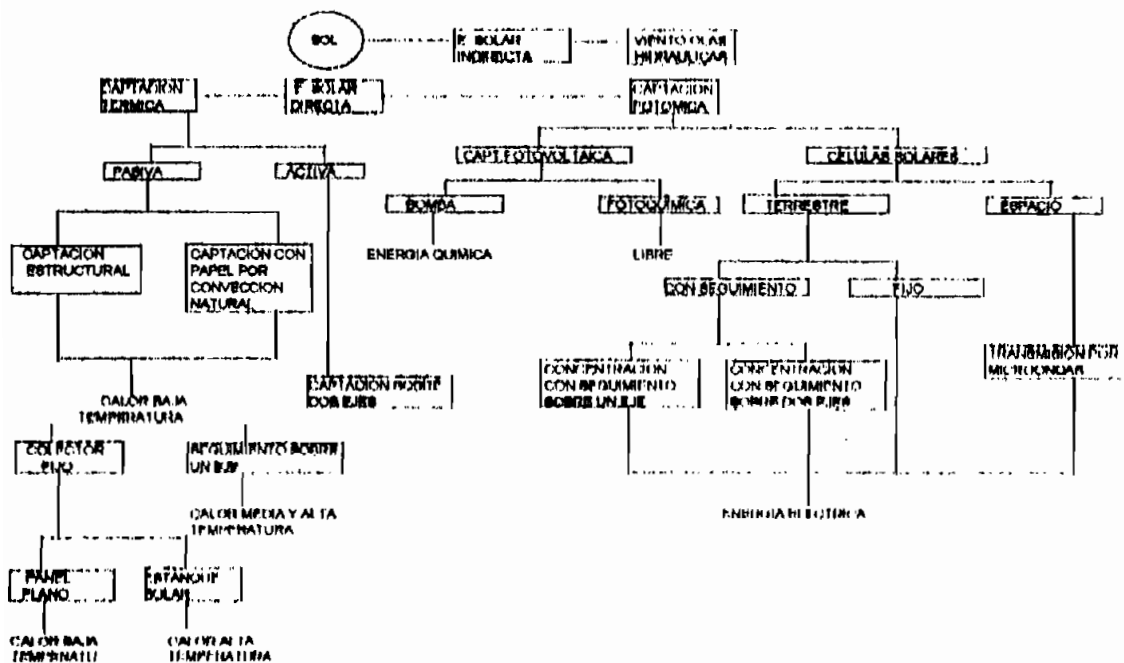 SOL
E. SOLAR
INDIRECTA
VIENTO OLAS
HIDRAULICAS
CAPTACION
TERMICA
E. SOLAR
DIRECTA
CAPTACION
FOTONICA
PASIVA
ACTIVA
CAPT. FOTOVOLTAICA
CELULAS SOLARES
BOMBA
FOTOQUIMICA
TERRESTRE
ESPACIO
ENERGIA QUIMICA
LIBRE
CAPTACION
ESTRUCTURAL
CAPTACION CON
PAPEL POR
CONVECCION
NATURAL
CON SEGUIMIENTO
FIJO
TRANSMISION POR
MICROONDAS
CAPTACION SOBRE
DOS EJES
CONCENTRACION
CON SEGUIMIENTO
SOBRE UN EJE
CONCENTRACION
CON SEGUIMIENTO
SOBRE DOS EJES
CALOR BAJA
TEMPERATURA
COLECTOR
FIJO
SEGUIMIENTO SOBRE
UN EJE
CALOR MEDIA Y ALTA
TEMPERATURA
ENERGIA ELECTRICA
PANEL
PLANO
ESTANQUE
SOLAR
CALOR BAJA
CALOR ALTA
TEMPERATURA